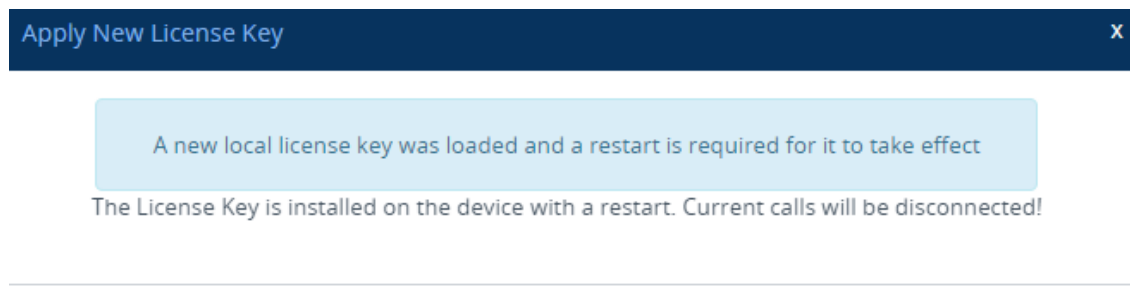 Apply New License Key
X
A new local license key was loaded and a restart is required for it to take effect
The License Key is installed on the device with a restart. Current calls will be disconnected!